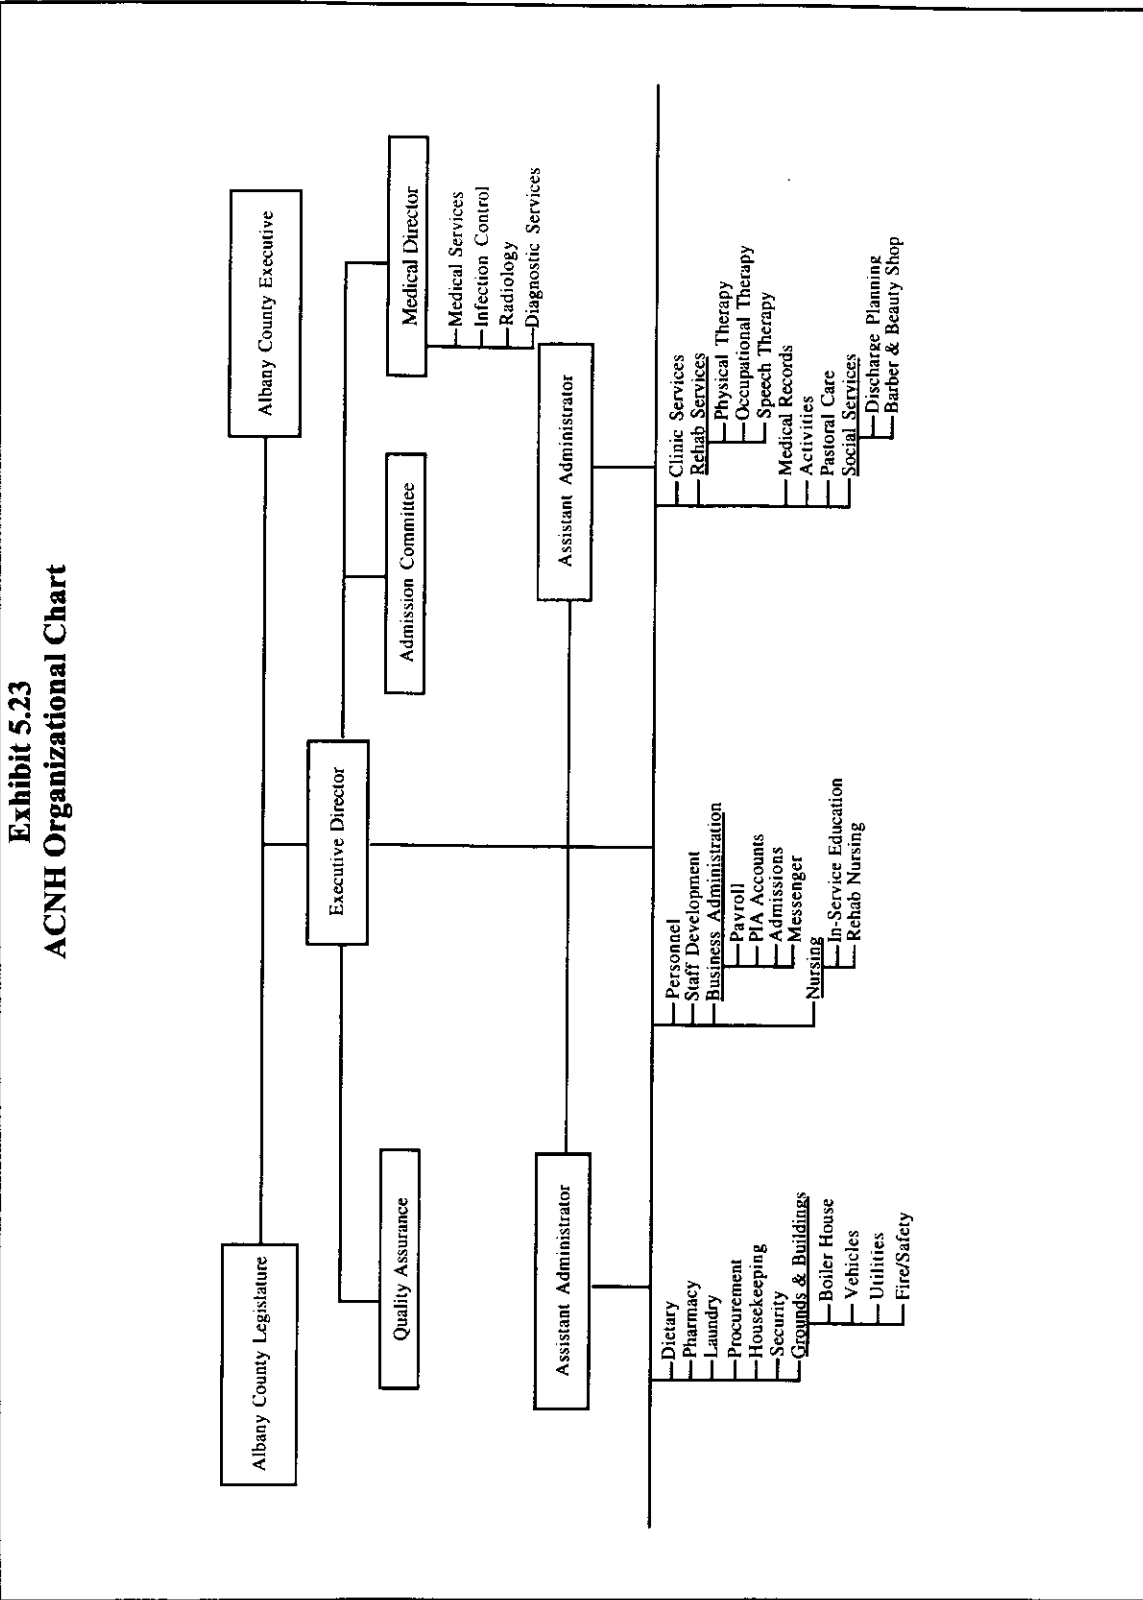 Exhibit 5.23
ACNH Organizational Chart
Albany County Legislature
Albany County Executive
Executive Director
Quality Assurance
Admission Committee
Medical Director
Medical Services
Infection Control
Radiology
Diagnostic Services
Assistant Administrator
Assistant Administrator
Dietary
Pharmacy
Laundry
Procurement
Housekeeping
Security
Grounds & Buildings
Boiler House
Vehicles
Utilities
Fire/Safety
Personnel
Staff Development
Business Administration
Payroll
PIA Accounts
Admissions
Messenger
Nursing
In-Service Education
Rehab Nursing
Clinic Services
Rehab Services
Physical Therapy
Occupational Therapy
Speech Therapy
Medical Records
Activities
Pastoral Care
Social Services
Discharge Planning
Barber & Beauty Shop